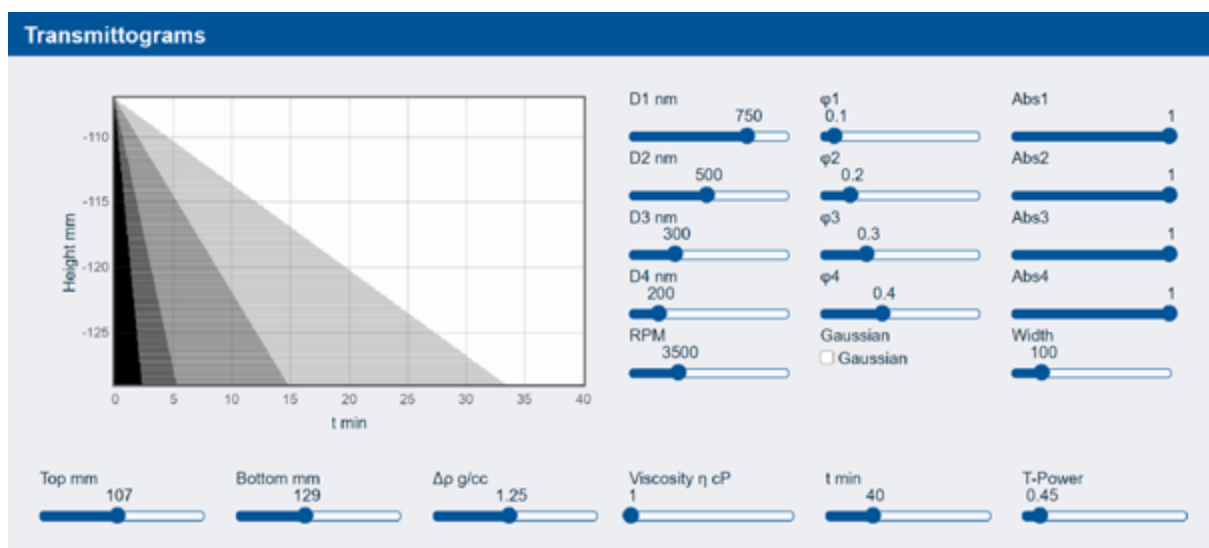 Transmittograms
Height mm
-110
-115
-120
-125
0 5 10 15 20 25 30 35 40
t min
D1 nm φ1 Abs1
750 0.1 1
D2 nm φ2 Abs2
500 0.2 1
D3 nm φ3 Abs3
300 0.3 1
D4 nm φ4 Abs4
200 0.4 1
RPM Gaussian Width
3500 Gaussian 100
Top mm Bottom mm Δρ g/cc Viscosity η cP t min T-Power
107 129 1.25 1 40 0.45